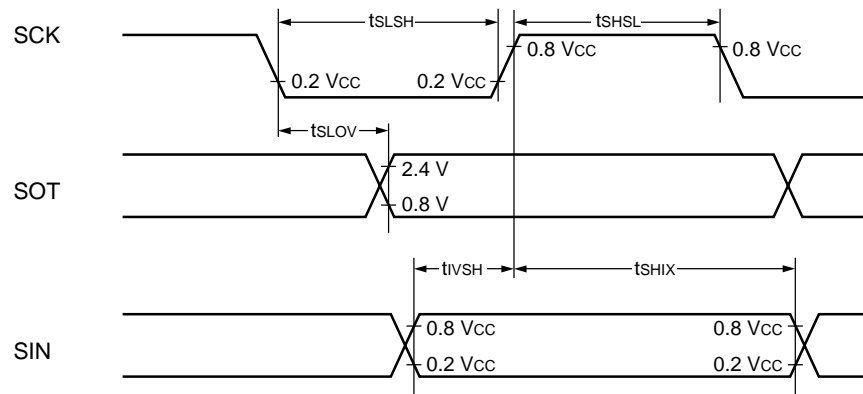 tSLSH tSHSL
SCK
0.8 VCC 0.8 VCC
0.2 VCC 0.2 VCC
tSLOV
SOT
2.4 V
0.8 V
tIVSH tSHIX
SIN
0.8 VCC 0.8 VCC
0.2 VCC 0.2 VCC